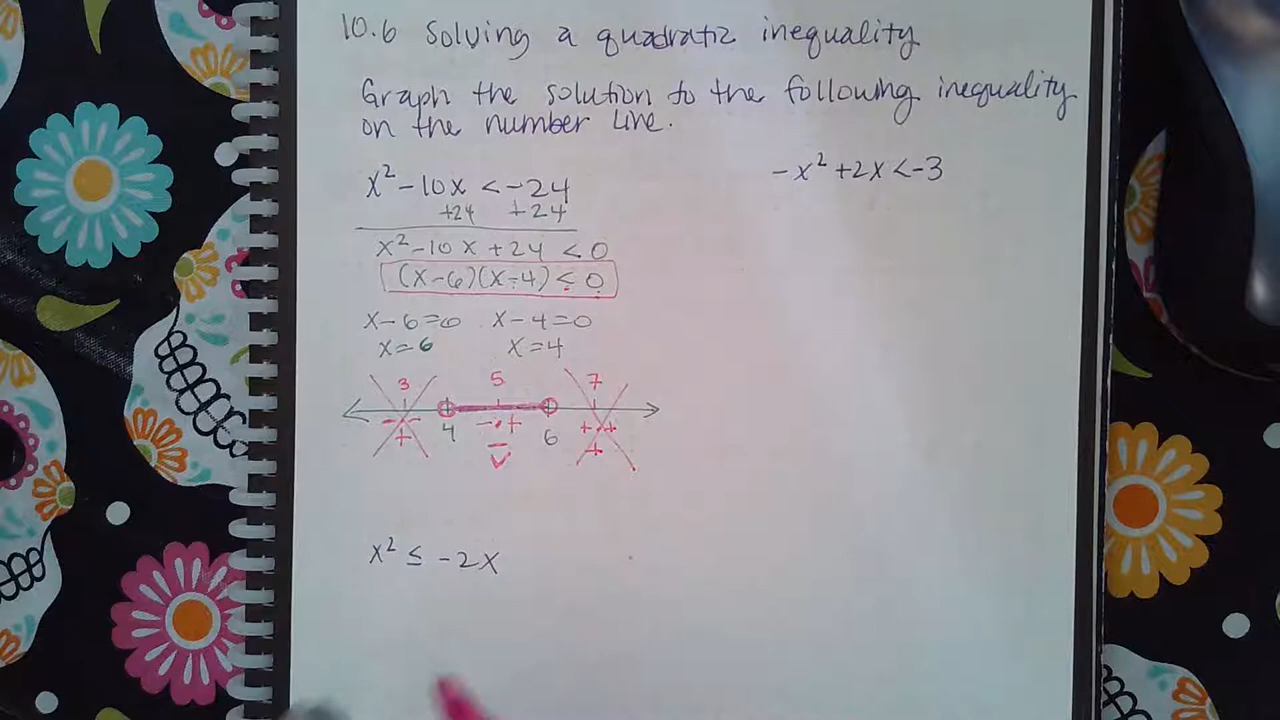 10.6 Solving a quadratic inequality
Graph the solution to the following inequality
on the number line.
x² - 10x < -24
+24 +24
x² - 10x + 24 < 0
(x-6)(x-4) < 0
x - 6 = 0 x - 4 = 0
x = 6 x = 4
3 5 7
4 - · + 6 + · +
+ - +
x² ≤ -2x
-x² + 2x < -3